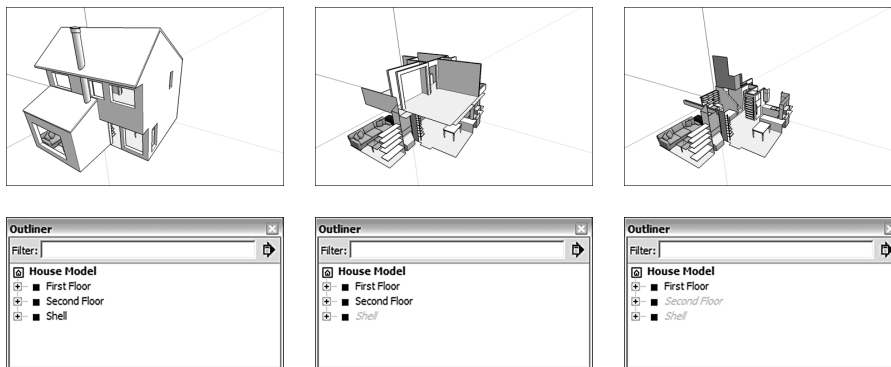 Outliner
Filter:
House Model
First Floor
Second Floor
Shell
Outliner
Filter:
House Model
First Floor
Second Floor
Shell
Outliner
Filter:
House Model
First Floor
Second Floor
Shell